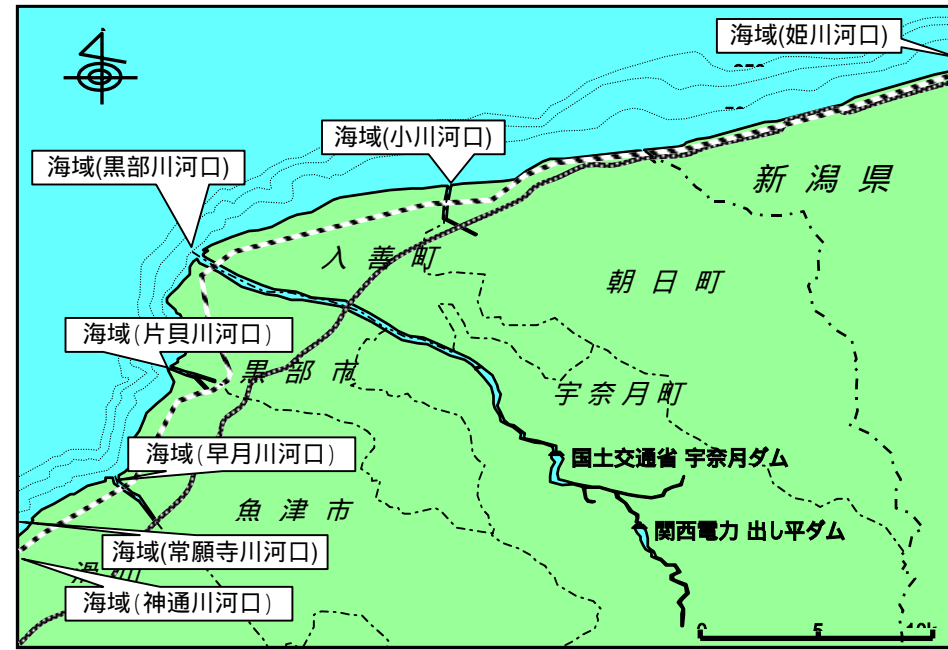 海域(姫川河口)
海域(小川河口)
海域(黒部川河口)
新潟県
入善町
朝日町
海域(片貝川河口)
黒部市
宇奈月町
海域(早月川河口)
国土交通省 宇奈月ダム
魚津市
関西電力 出し平ダム
海域(常願寺川河口)
海域(神通川河口)
0 5 10k